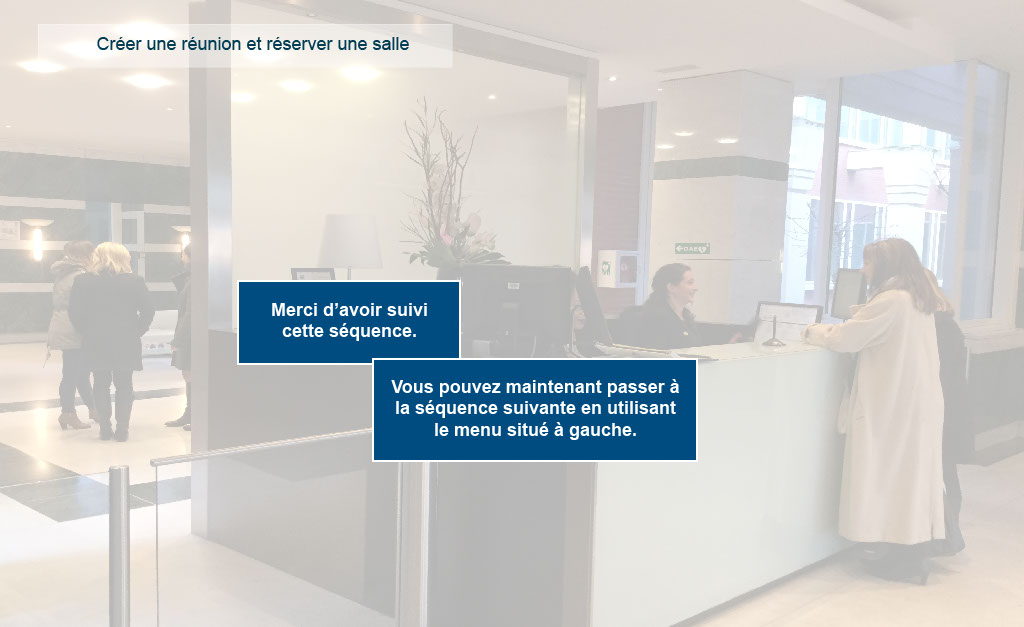 Créer une réunion et réserver une salle
Merci d’avoir suivi
cette séquence.
Vous pouvez maintenant passer à
la séquence suivante en utilisant
le menu situé à gauche.